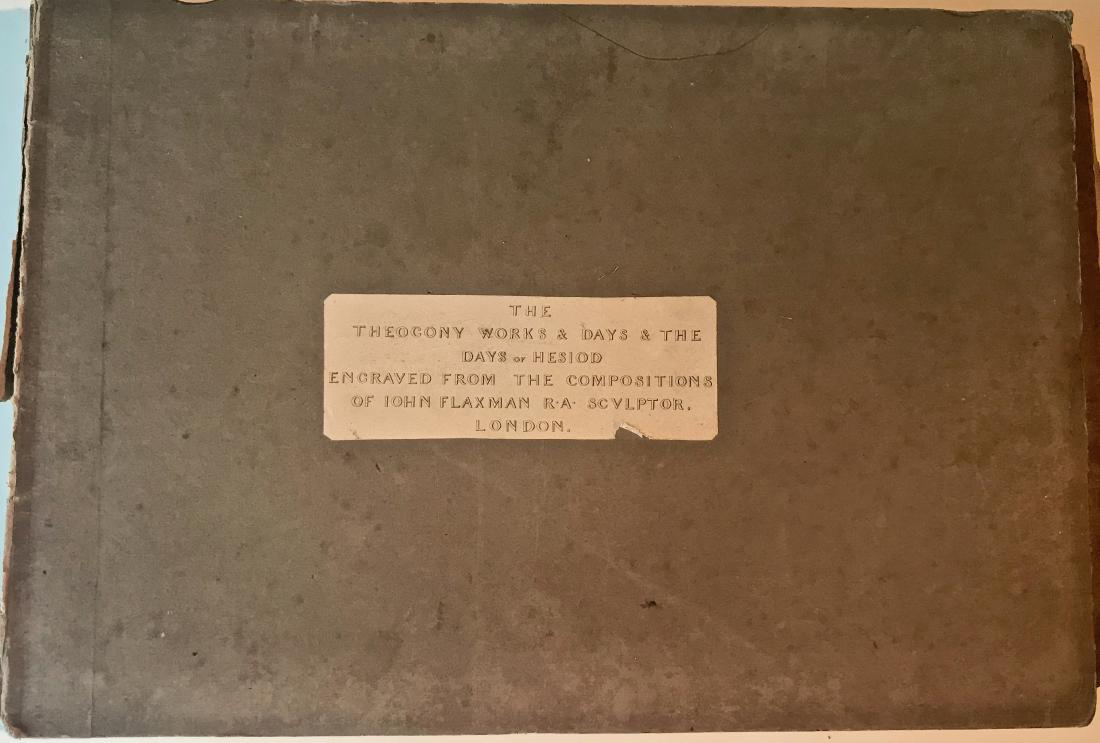 THE
THEOGONY WORKS & DAYS & THE
DAYS OF HESIOD
ENGRAVED FROM THE COMPOSITIONS
OF IOHN FLAXMAN R·A· SCVLPTOR.
LONDON.